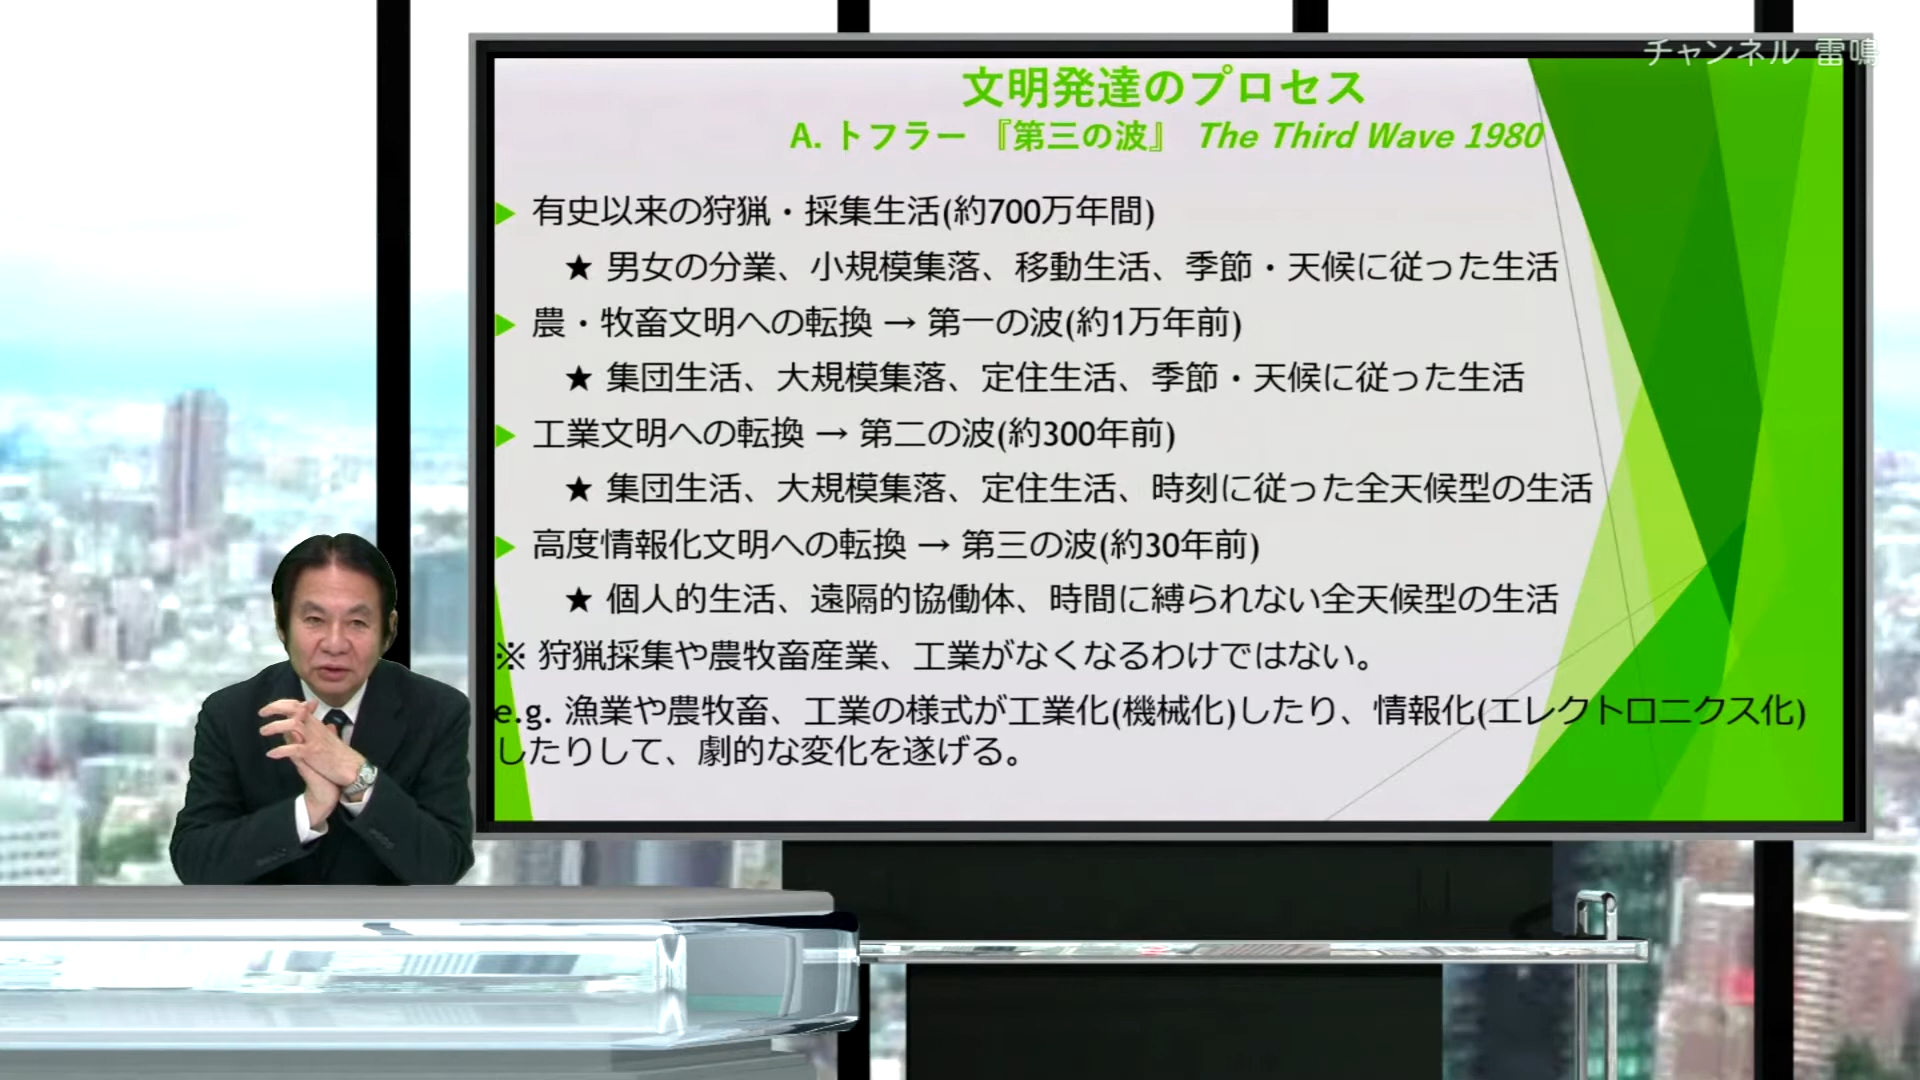 チャンネル 雷鳴
文明発達のプロセス
A. トフラー 『第三の波』 The Third Wave 1980
有史以来の狩猟・採集生活(約700万年間)
★ 男女の分業、小規模集落、移動生活、季節・天候に従った生活
農・牧畜文明への転換 → 第一の波(約1万年前)
★ 集団生活、大規模集落、定住生活、季節・天候に従った生活
工業文明への転換 → 第二の波(約300年前)
★ 集団生活、大規模集落、定住生活、時刻に従った全天候型の生活
高度情報化文明への転換 → 第三の波(約30年前)
★ 個人的生活、遠隔的協働体、時間に縛られない全天候型の生活
※ 狩猟採集や農牧畜産業、工業がなくなるわけではない。
e.g. 漁業や農牧畜、工業の様式が工業化(機械化)したり、情報化(エレクトロニクス化)
したりして、劇的な変化を遂げる。